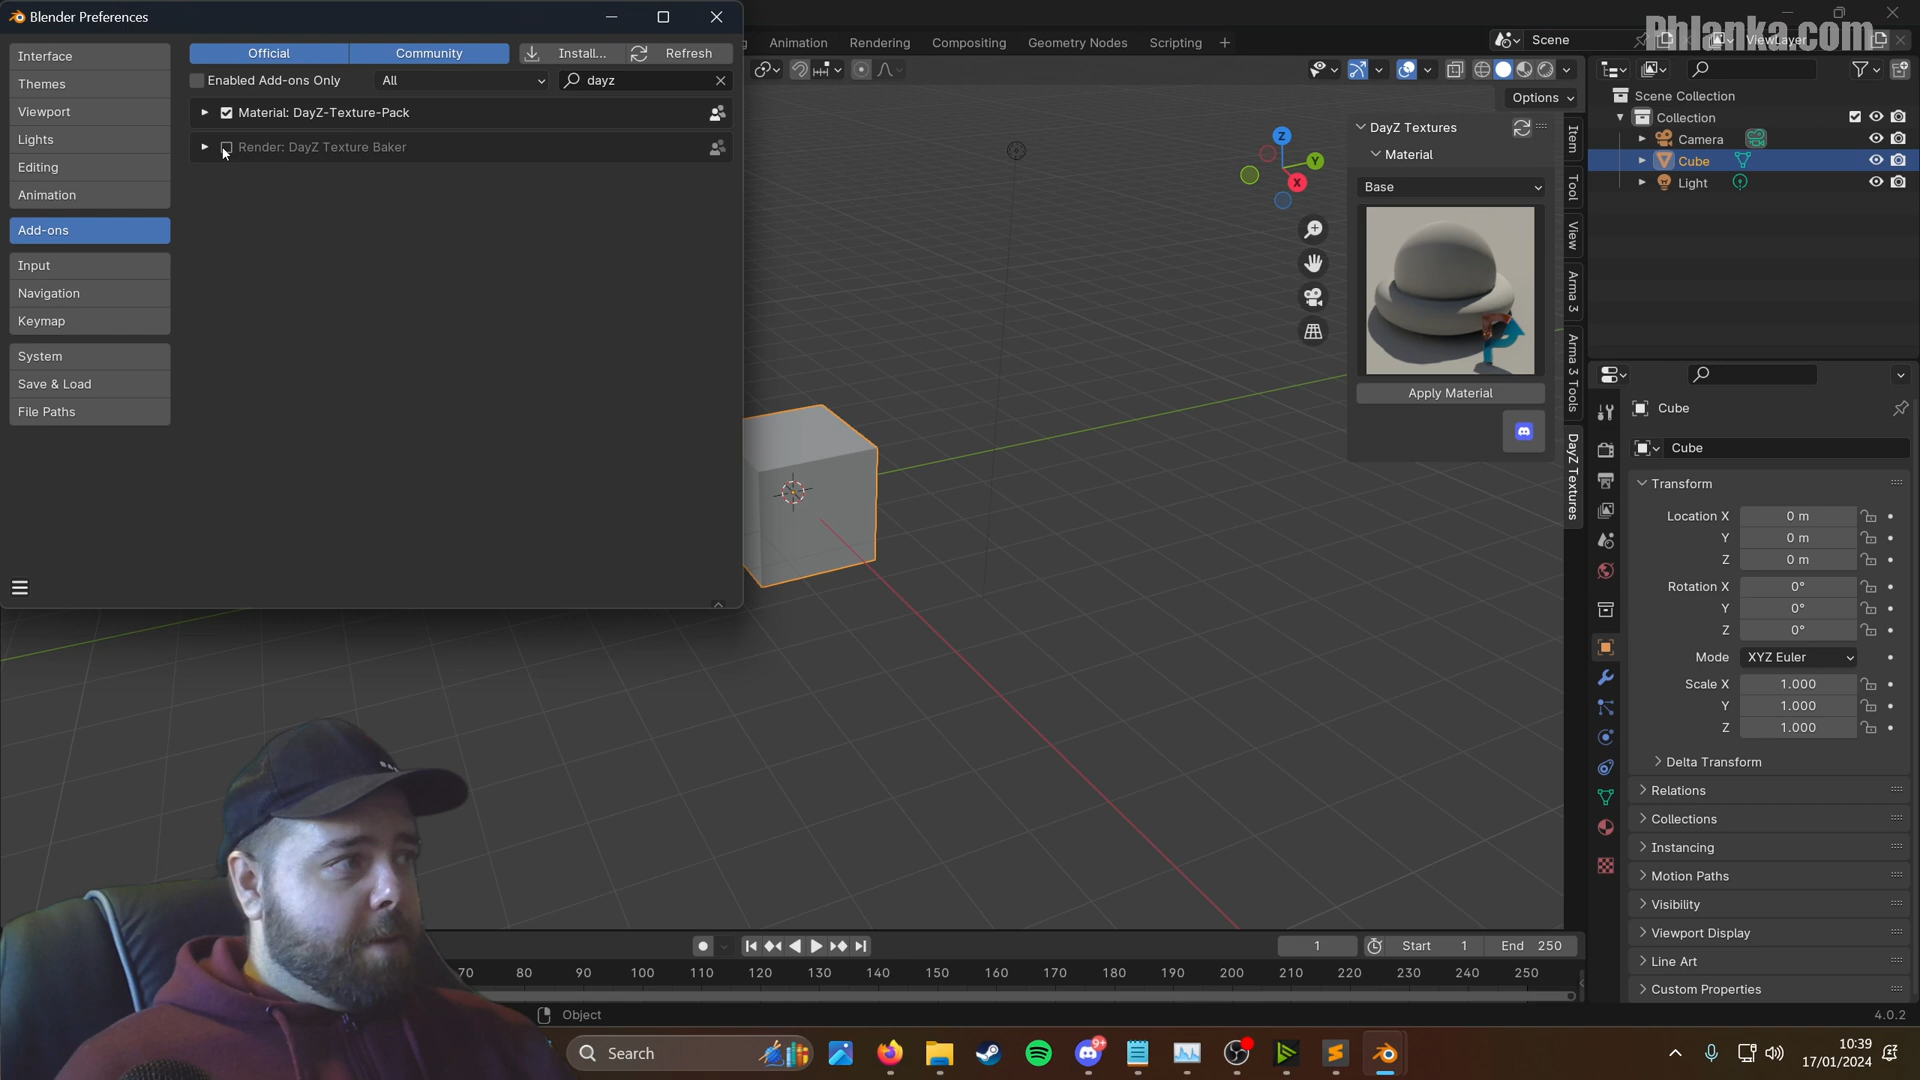 Blender Preferences
Animation
Rendering
Compositing
Geometry Nodes
Scripting
Scene
Phlanka.com
Interface
Themes
Viewport
Lights
Editing
Animation
Add-ons
Input
Navigation
Keymap
System
Save & Load
File Paths
Official
Community
Install...
Refresh
Enabled Add-ons Only
All
dayz
Material: DayZ-Texture-Pack
Render: DayZ Texture Baker
Options
Z
Y
X
DayZ Textures
Material
Base
Apply Material
Item
Tool
View
Arma 3
Arma 3 Tools
DayZ Textures
Scene Collection
Collection
Camera
Cube
Light
Cube
Cube
Transform
Location X 0 m
Y 0 m
Z 0 m
Rotation X 0°
Y 0°
Z 0°
Mode XYZ Euler
Scale X 1.000
Y 1.000
Z 1.000
Delta Transform
Relations
Collections
Instancing
Motion Paths
Visibility
Viewport Display
Line Art
Custom Properties
1
Start 1
End 250
70 80 90 100 110 120 130 140 150 160 170 180 190 200 210 220 230 240 250
Object
4.0.2
Search
9+
10:39
17/01/2024